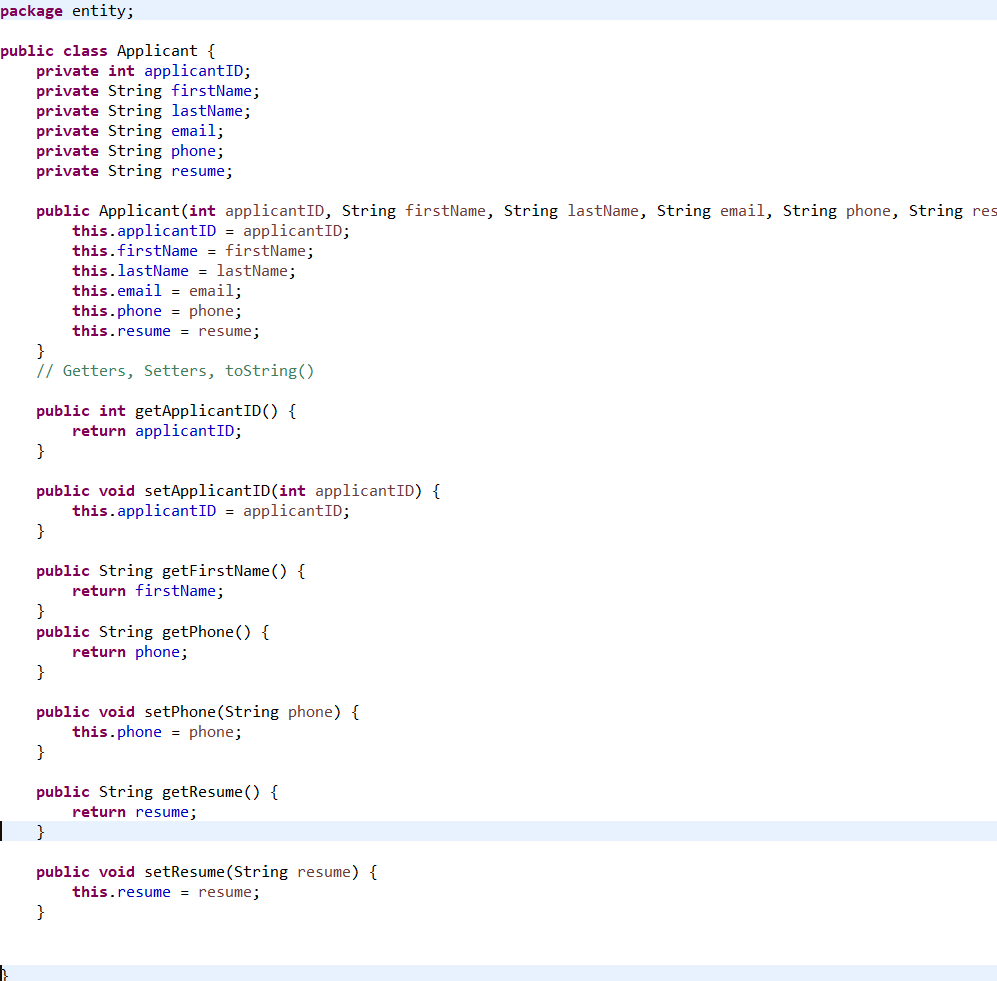 package entity;
public class Applicant {
private int applicantID;
private String firstName;
private String lastName;
private String email;
private String phone;
private String resume;
public Applicant(int applicantID, String firstName, String lastName, String email, String phone, String res
this.applicantID = applicantID;
this.firstName = firstName;
this.lastName = lastName;
this.email = email;
this.phone = phone;
this.resume = resume;
}
// Getters, Setters, toString()
public int getApplicantID() {
return applicantID;
}
public void setApplicantID(int applicantID) {
this.applicantID = applicantID;
}
public String getFirstName() {
return firstName;
}
public String getPhone() {
return phone;
}
public void setPhone(String phone) {
this.phone = phone;
}
public String getResume() {
return resume;
}
public void setResume(String resume) {
this.resume = resume;
}
}